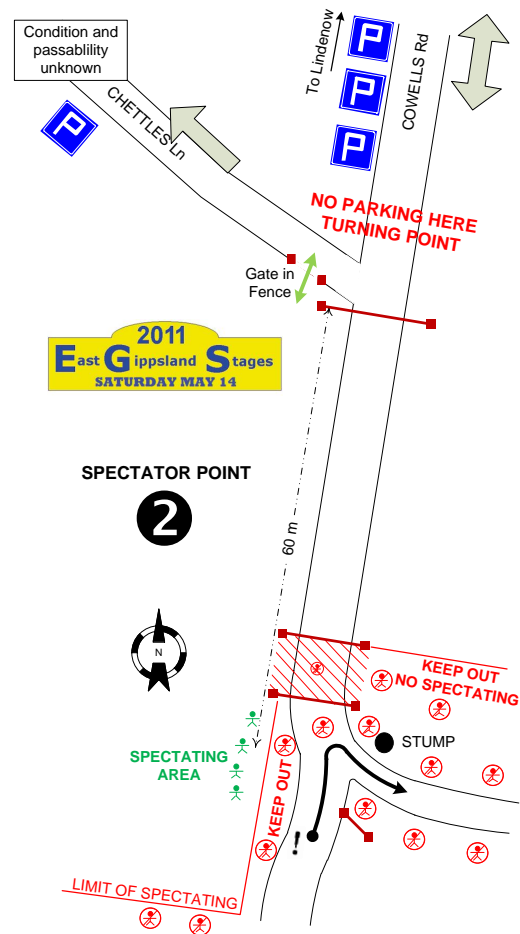 Condition and
passablility
unknown
CHETTLES Ln
P
To Lindenow
P
P
P
COWELLS Rd
NO PARKING HERE
TURNING POINT
Gate in
Fence
2011
East Gippsland Stages
SATURDAY MAY 14
SPECTATOR POINT
2
60 m
N
KEEP OUT
NO SPECTATING
STUMP
SPECTATING
AREA
KEEP OUT
!
LIMIT OF SPECTATING